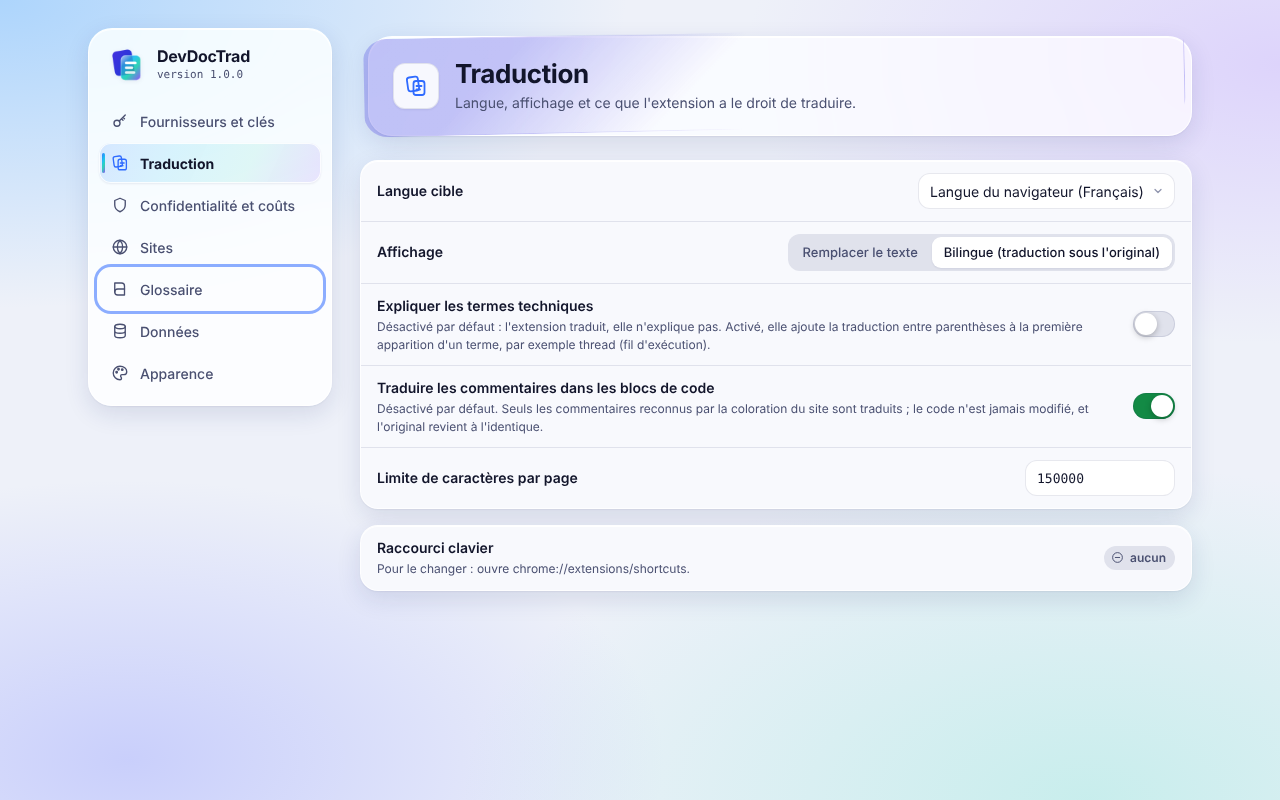 DevDocTrad
version 1.0.0
Fournisseurs et clés
Traduction
Confidentialité et coûts
Sites
Glossaire
Données
Apparence
Traduction
Langue, affichage et ce que l'extension a le droit de traduire.
Langue cible
Langue du navigateur (Français)
Affichage
Remplacer le texte
Bilingue (traduction sous l'original)
Expliquer les termes techniques
Désactivé par défaut : l'extension traduit, elle n'explique pas. Activé, elle ajoute la traduction entre parenthèses à la première
apparition d'un terme, par exemple thread (fil d'exécution).
Traduire les commentaires dans les blocs de code
Désactivé par défaut. Seuls les commentaires reconnus par la coloration du site sont traduits ; le code n'est jamais modifié, et
l'original revient à l'identique.
Limite de caractères par page
150000
Raccourci clavier
Pour le changer : ouvre chrome://extensions/shortcuts.
aucun